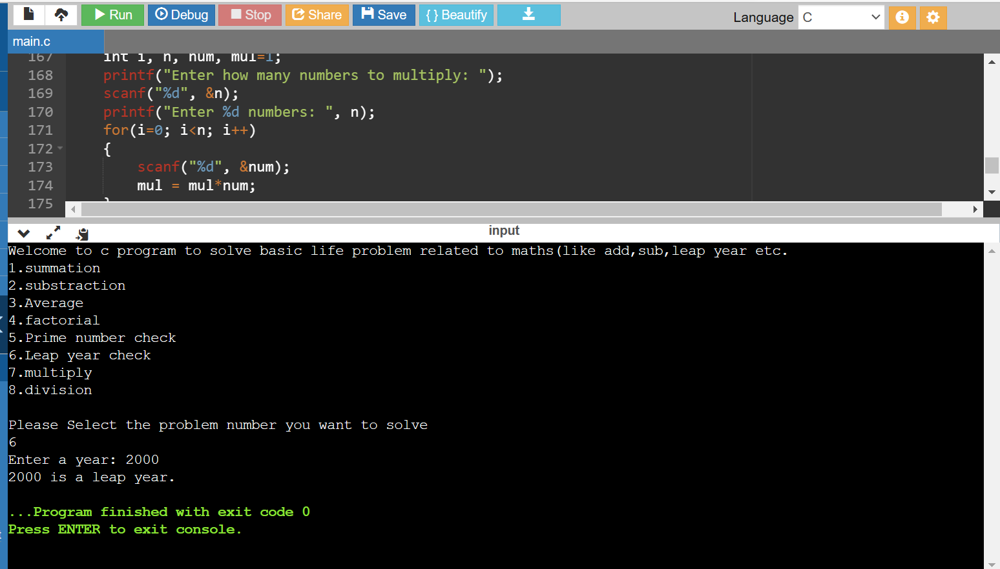 Run Debug Stop Share Save { } Beautify Language C
main.c
167 int i, n, num, mul=1;
168 printf("Enter how many numbers to multiply: ");
169 scanf("%d", &n);
170 printf("Enter %d numbers: ", n);
171 for(i=0; i<n; i++)
172 {
173 scanf("%d", &num);
174 mul = mul*num;
175 }
input
Welcome to c program to solve basic life problem related to maths(like add,sub,leap year etc.
1.summation
2.substraction
3.Average
4.factorial
5.Prime number check
6.Leap year check
7.multiply
8.division
Please Select the problem number you want to solve
6
Enter a year: 2000
2000 is a leap year.
...Program finished with exit code 0
Press ENTER to exit console.